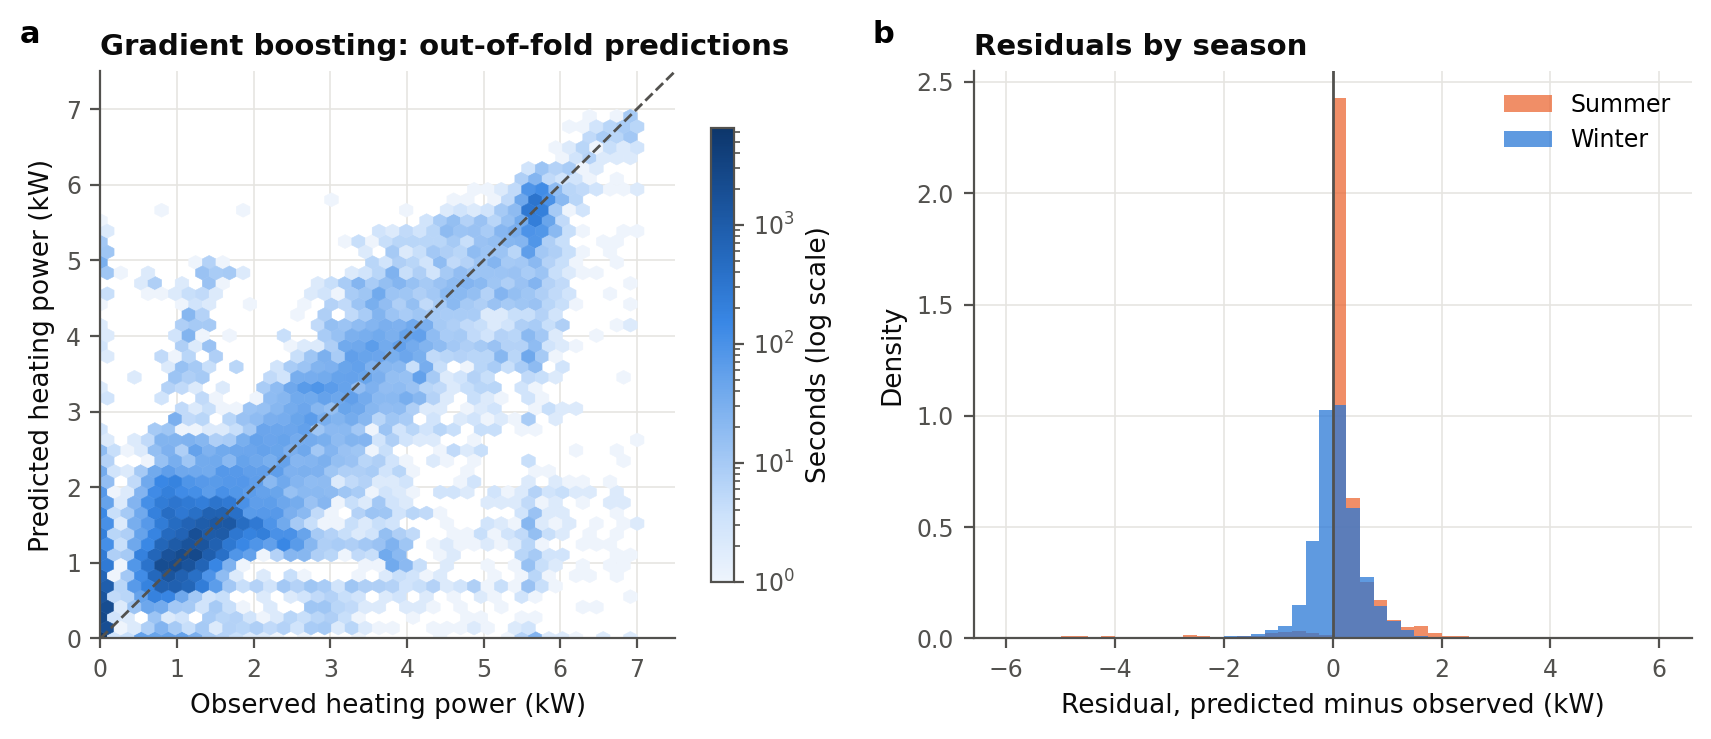 a
Gradient boosting: out-of-fold predictions
Predicted heating power (kW)
7
6
5
4
3
2
1
0
0 1 2 3 4 5 6 7
Observed heating power (kW)
10³
10²
10¹
10⁰
Seconds (log scale)
b
Residuals by season
Density
2.5
2.0
1.5
1.0
0.5
0.0
Summer
Winter
−6 −4 −2 0 2 4 6
Residual, predicted minus observed (kW)